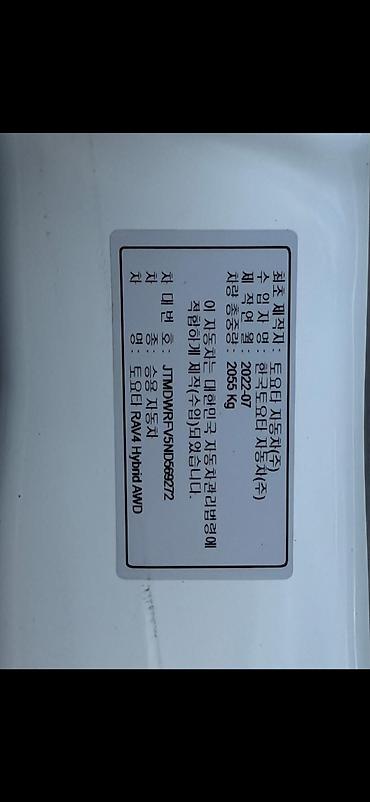 최초 제작자 : 토요타 자동차(주)
수 입 자 명 : 한국토요타 자동차(주)
제 작 연 월 : 2022-07
차량 총중량 : 2055 Kg
이 자동차는 대한민국 자동차관리법령에
적합하게 제작(수입)되었습니다.
차 대 번 호 : JTMDWRFV5ND569272
차 종 : 승용 자동차
차 명 : 토요타 RAV4 Hybrid AWD